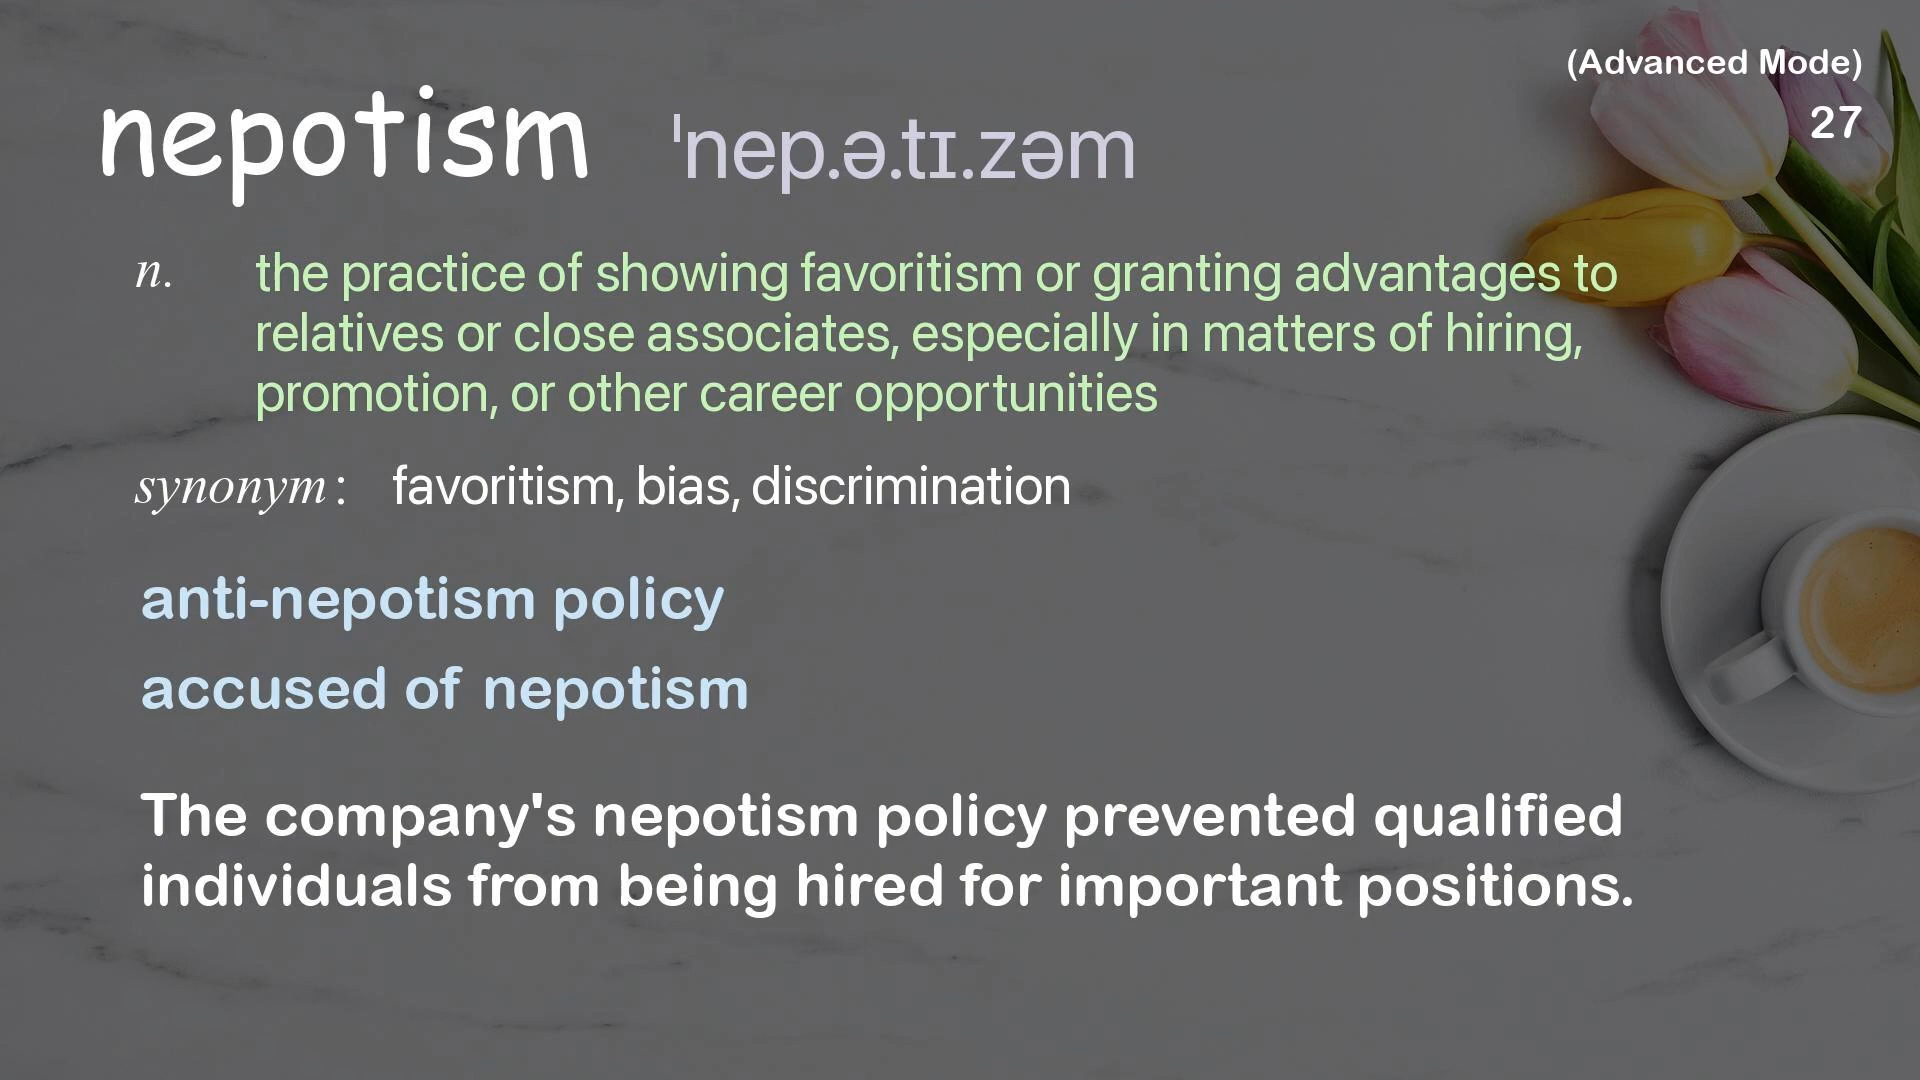 (Advanced Mode)
27
nepotism ˈnep.ə.tɪ.zəm
n. the practice of showing favoritism or granting advantages to
relatives or close associates, especially in matters of hiring,
promotion, or other career opportunities
synonym : favoritism, bias, discrimination
anti-nepotism policy
accused of nepotism
The company's nepotism policy prevented qualified
individuals from being hired for important positions.